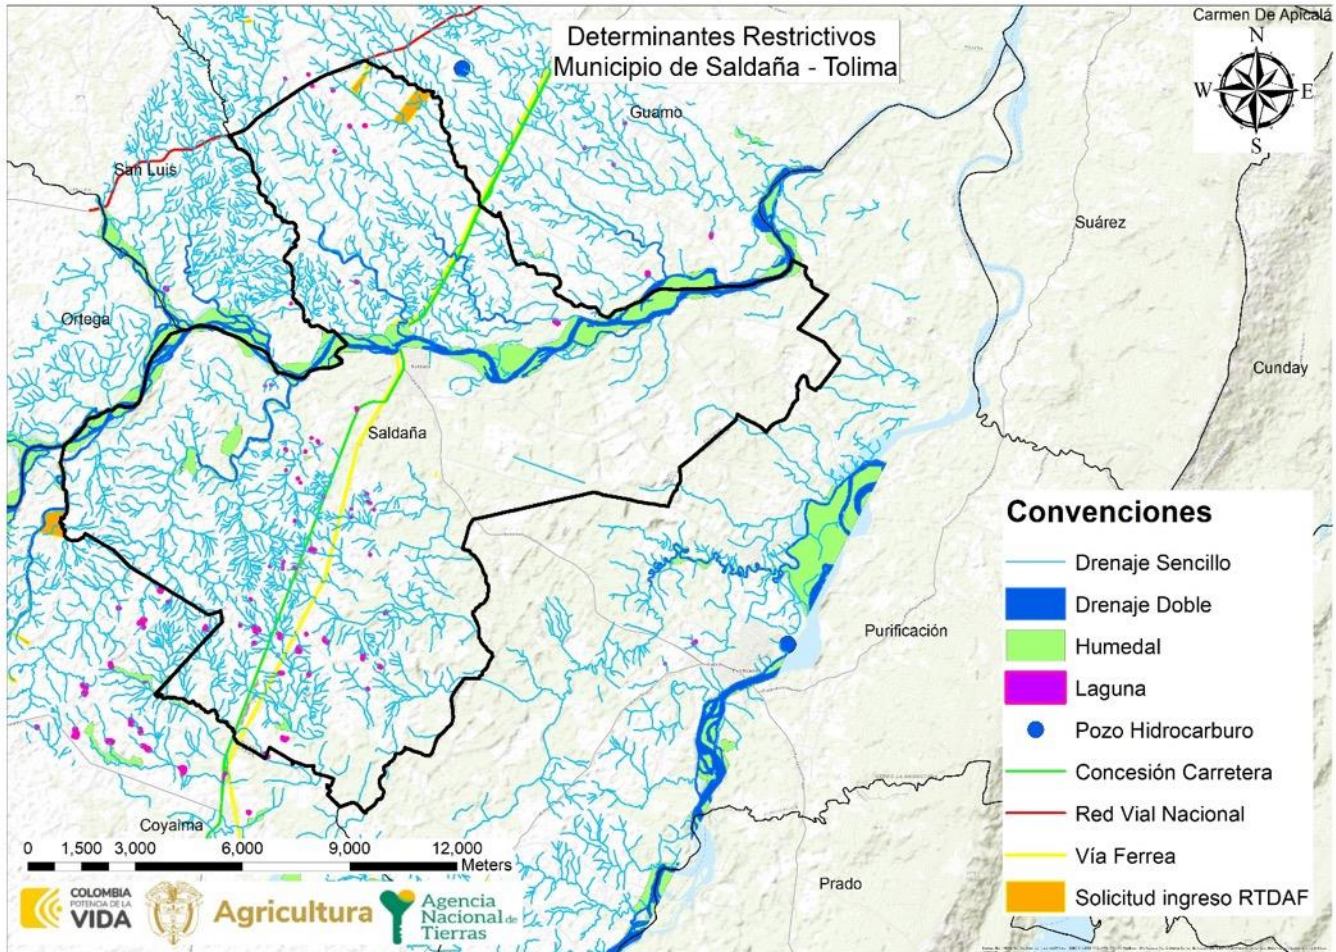 Carmen De Apicalá
Determinantes Restrictivos
Municipio de Saldaña - Tolima
N
W
E
S
Guamo
San Luis
Suárez
Ortega
Cunday
Saldaña
Convenciones
Drenaje Sencillo
Drenaje Doble
Humedal
Laguna
Pozo Hidrocarburo
Concesión Carretera
Red Vial Nacional
Vía Ferrea
Solicitud ingreso RTDAF
Purificación
Coyaima
Prado
0 1,500 3,000 6,000 9,000 12,000
Meters
COLOMBIA
POTENCIA DE LA
VIDA
Agricultura
Agencia
Nacional de
Tierras